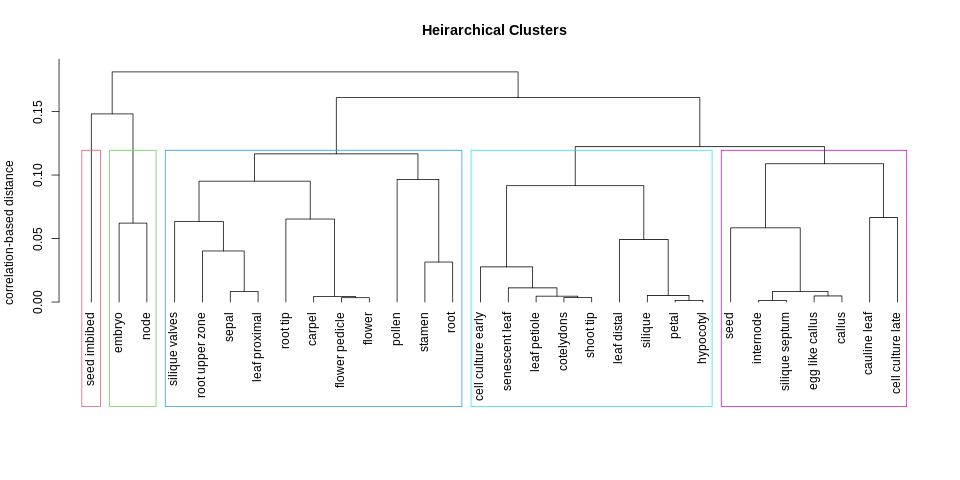 Heirarchical Clusters
correlation-based distance
0.00
0.05
0.10
0.15
seed imbibed
embryo
node
silique valves
root upper zone
sepal
leaf proximal
root tip
carpel
flower pedicle
flower
pollen
stamen
root
cell culture early
senescent leaf
leaf petiole
cotelydons
shoot tip
leaf distal
silique
petal
hypocotyl
seed
internode
silique septum
egg like callus
callus
cauline leaf
cell culture late